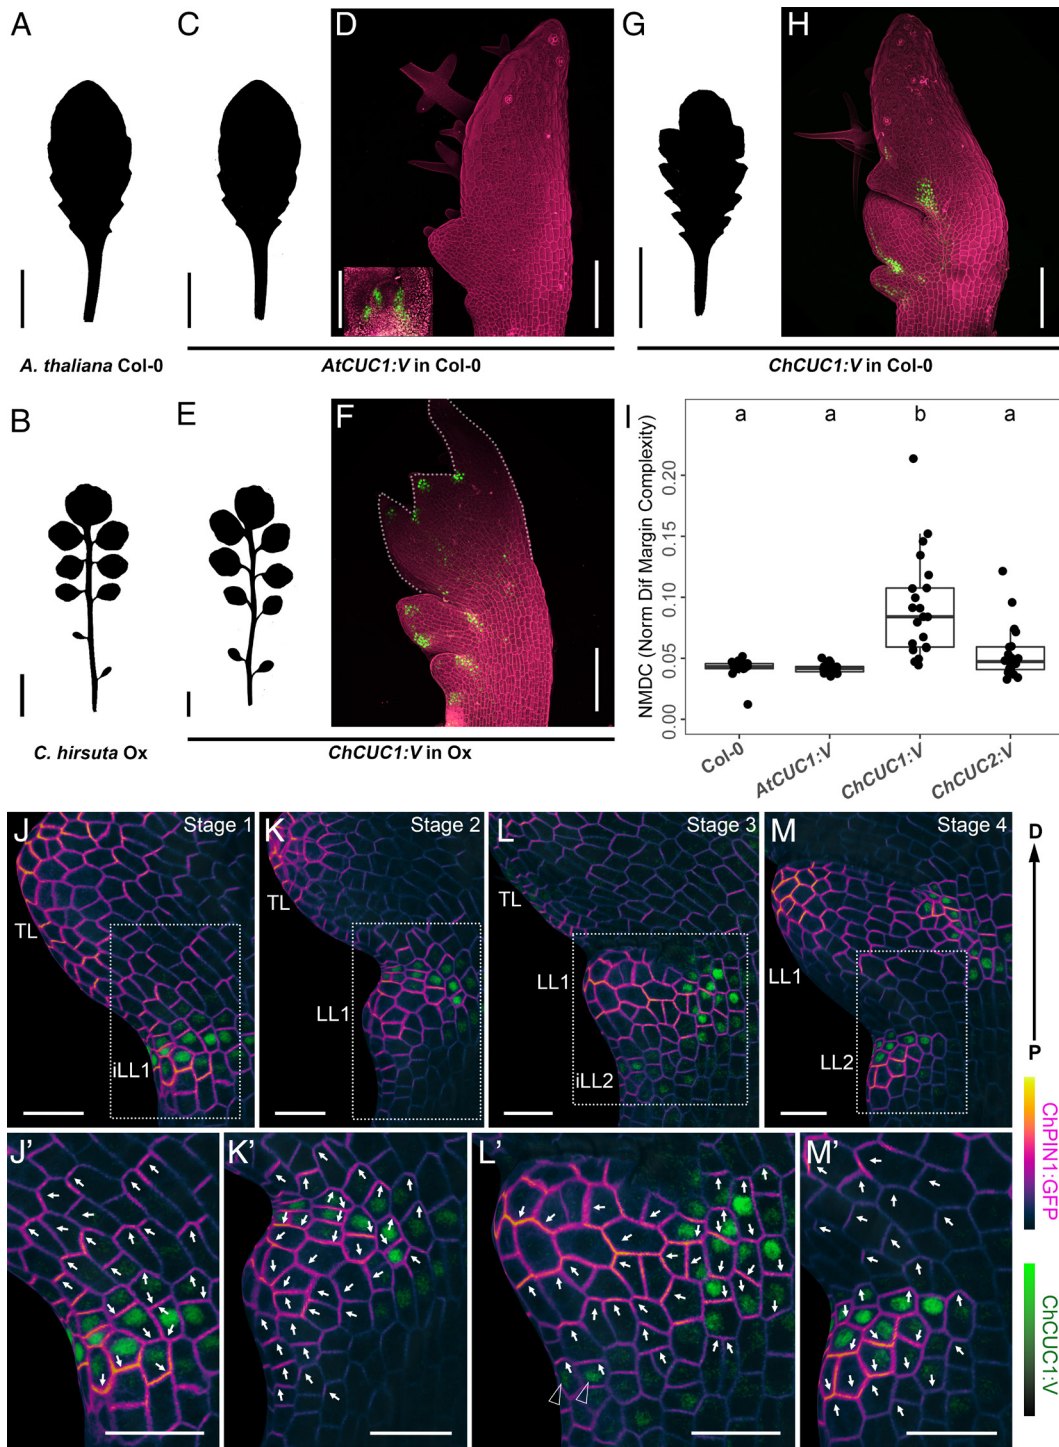 A
C
D
G
H
A. thaliana Col-0
AtCUC1:V in Col-0
ChCUC1:V in Col-0
B
E
F
I
a
a
b
a
NMDC (Norm Dif Margin Complexity)
0.20
0.15
0.10
0.05
0.00
Col-0
AtCUC1:V
ChCUC1:V
ChCUC2:V
C. hirsuta Ox
ChCUC1:V in Ox
J
Stage 1
K
Stage 2
L
Stage 3
M
Stage 4
D
P
TL
iLL1
TL
LL1
TL
LL1
iLL2
LL1
LL2
J'
K'
L'
M'
ChPIN1:GFP
ChCUC1:V